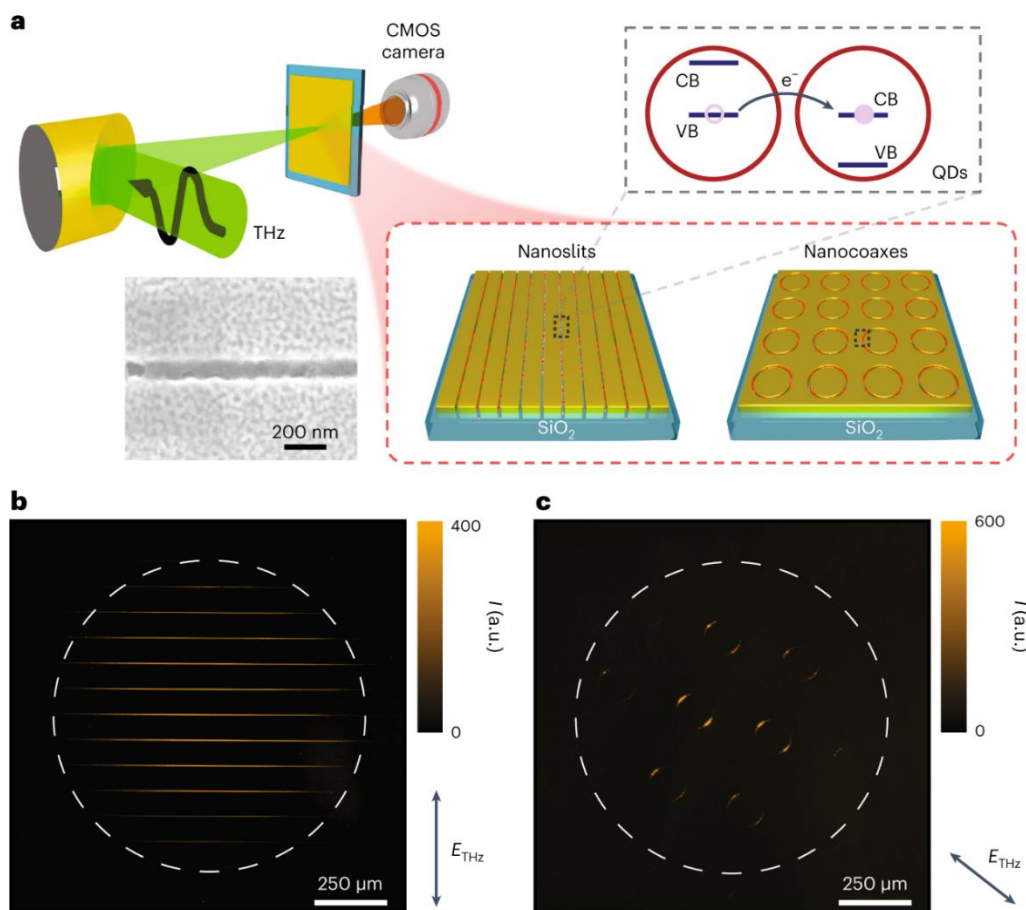 a
CMOS
camera
THz
200 nm
CB
VB
e⁻
CB
VB
QDs
Nanoslits
Nanocoaxes
SiO₂
SiO₂
b
400
I (a.u.)
0
E_THz
250 µm
c
600
I (a.u.)
0
E_THz
250 µm